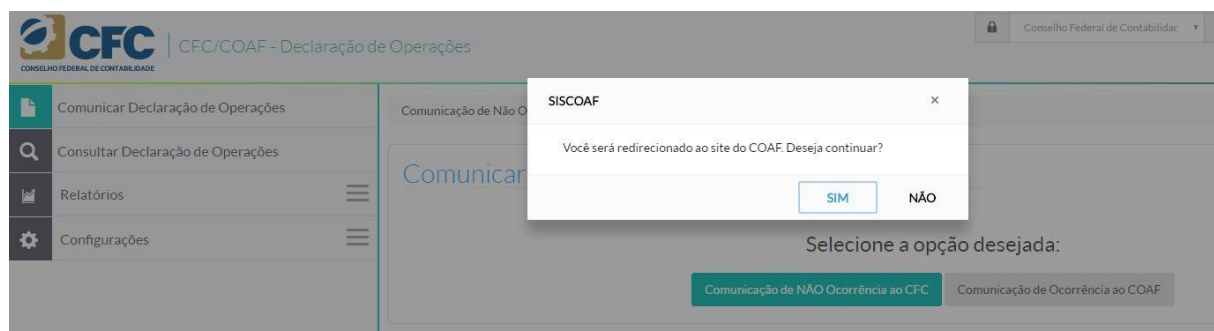 CFC
CONSELHO FEDERAL DE CONTABILIDADE
CFC/COAF - Declaração de Operações
Conselho Federal de Contabilidac
Comunicar Declaração de Operações
Consultar Declaração de Operações
Relatórios
Configurações
Comunicação de Não O
Comunicar
SISCOAF
×
Você será redirecionado ao site do COAF. Deseja continuar?
SIM NÃO
Selecione a opção desejada:
Comunicação de NÃO Ocorrência ao CFC Comunicação de Ocorrência ao COAF